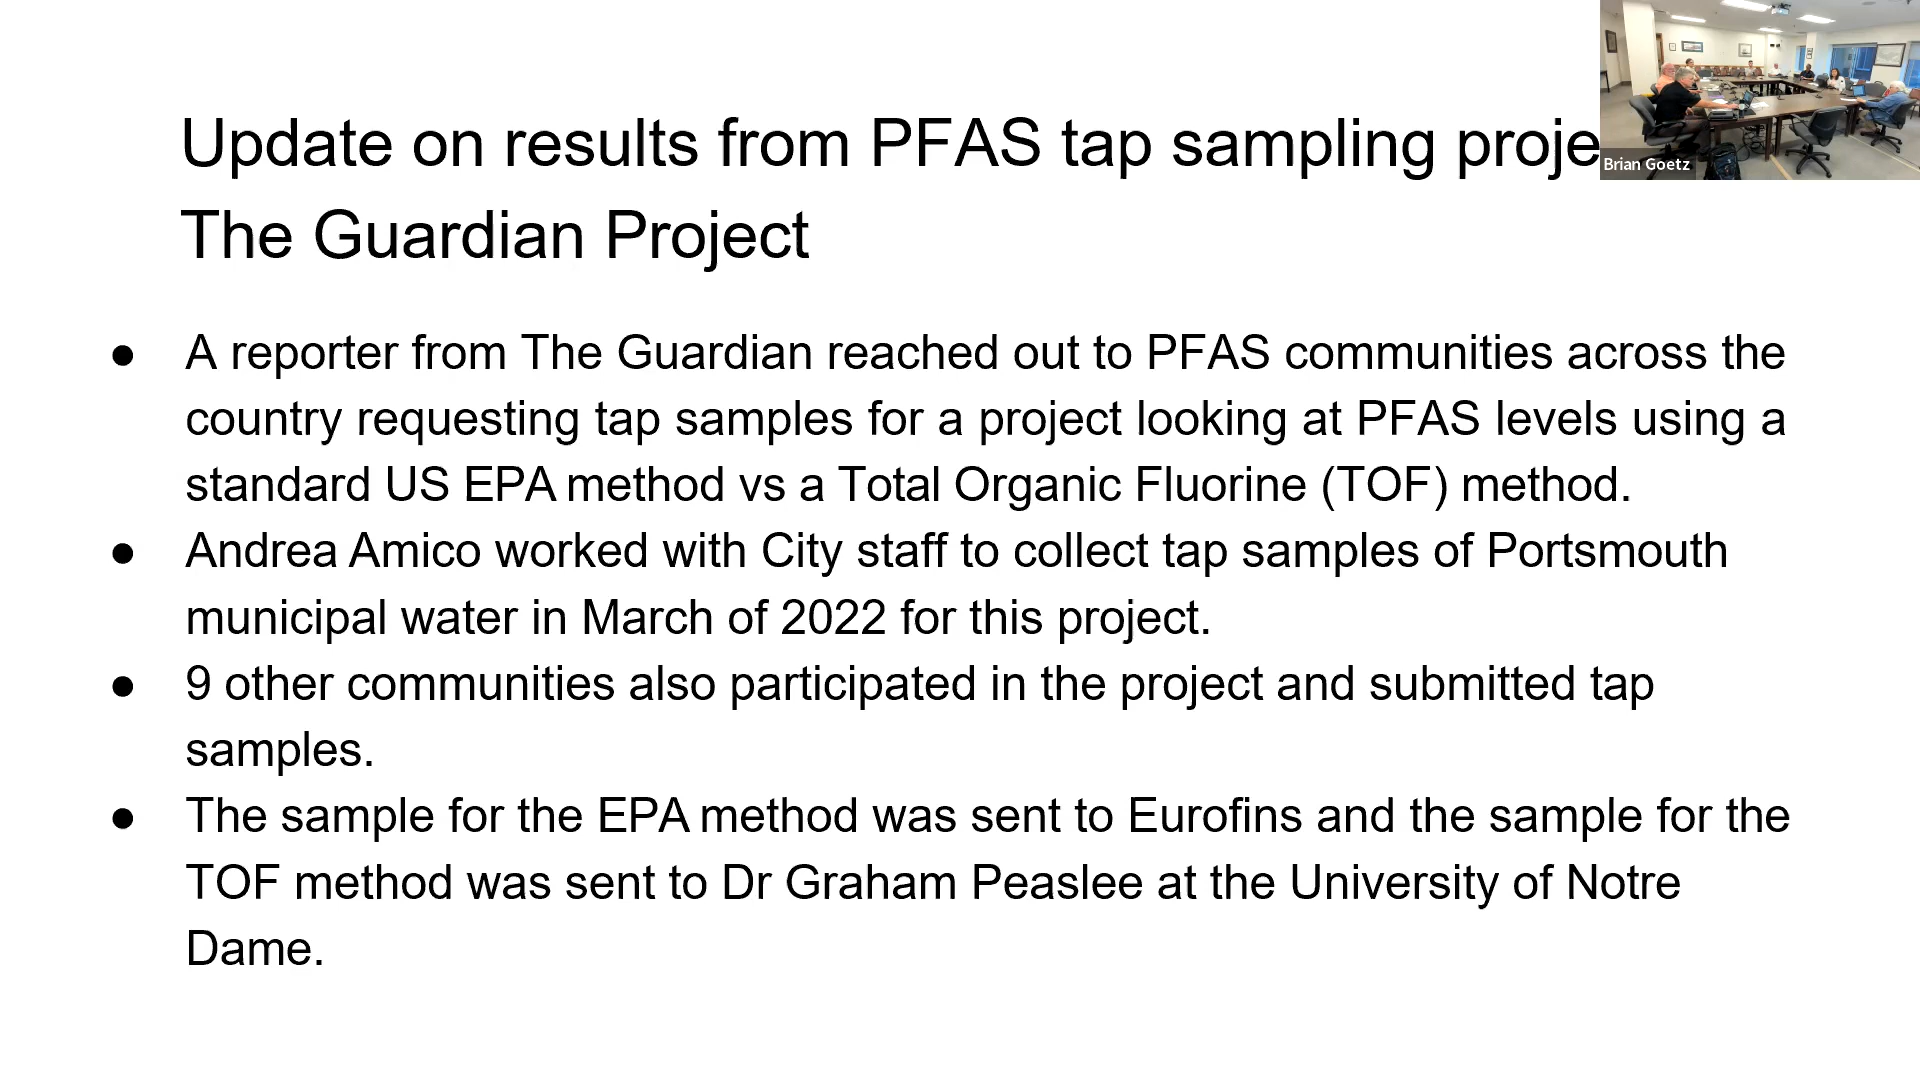 Update on results from PFAS tap sampling proje
The Guardian Project
Brian Goetz
● A reporter from The Guardian reached out to PFAS communities across the
country requesting tap samples for a project looking at PFAS levels using a
standard US EPA method vs a Total Organic Fluorine (TOF) method.
● Andrea Amico worked with City staff to collect tap samples of Portsmouth
municipal water in March of 2022 for this project.
● 9 other communities also participated in the project and submitted tap
samples.
● The sample for the EPA method was sent to Eurofins and the sample for the
TOF method was sent to Dr Graham Peaslee at the University of Notre
Dame.